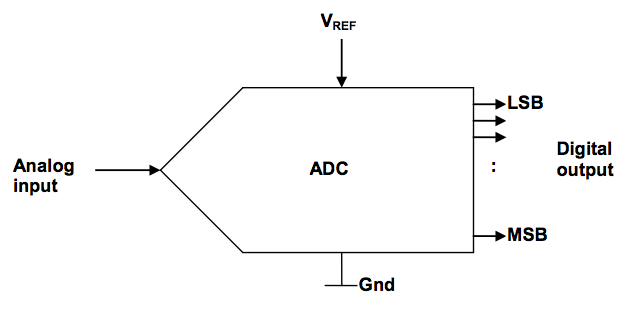 VREF
LSB
Analog
input
ADC
:
Digital
output
MSB
Gnd